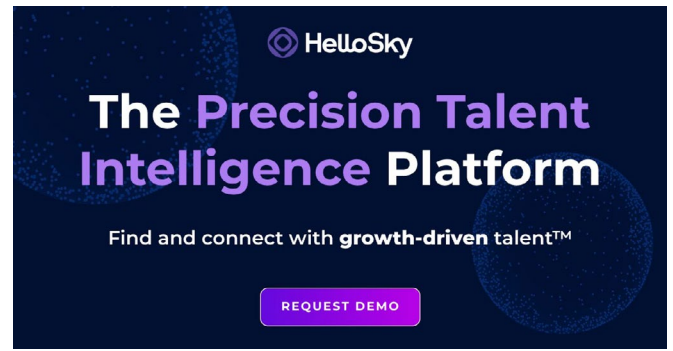 HelloSky
The Precision Talent
Intelligence Platform
Find and connect with growth-driven talent™
REQUEST DEMO